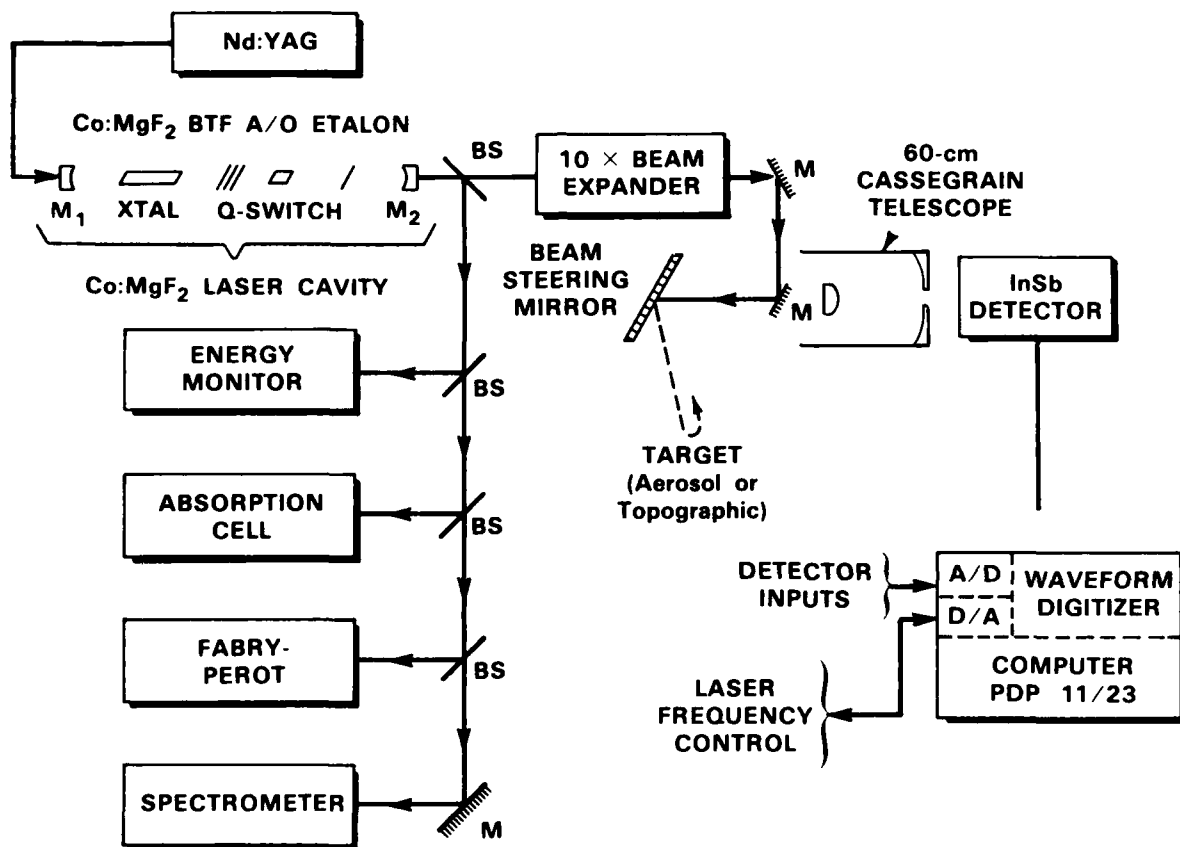 Nd:YAG
Co:MgF₂ BTF A/O ETALON
M₁ XTAL Q-SWITCH M₂
Co:MgF₂ LASER CAVITY
BS
10 × BEAM
EXPANDER
M
60-cm
CASSEGRAIN
TELESCOPE
BEAM
STEERING
MIRROR
M
InSb
DETECTOR
TARGET
(Aerosol or
Topographic)
ENERGY
MONITOR
BS
ABSORPTION
CELL
BS
FABRY-
PEROT
BS
SPECTROMETER
M
DETECTOR
INPUTS
A/D
D/A
WAVEFORM
DIGITIZER
COMPUTER
PDP 11/23
LASER
FREQUENCY
CONTROL